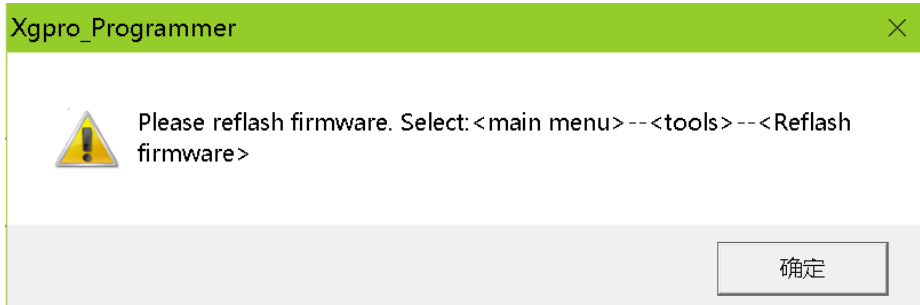 Xgpro_Programmer
Please reflash firmware. Select:<main menu>--<tools>--<Reflash
firmware>
确定